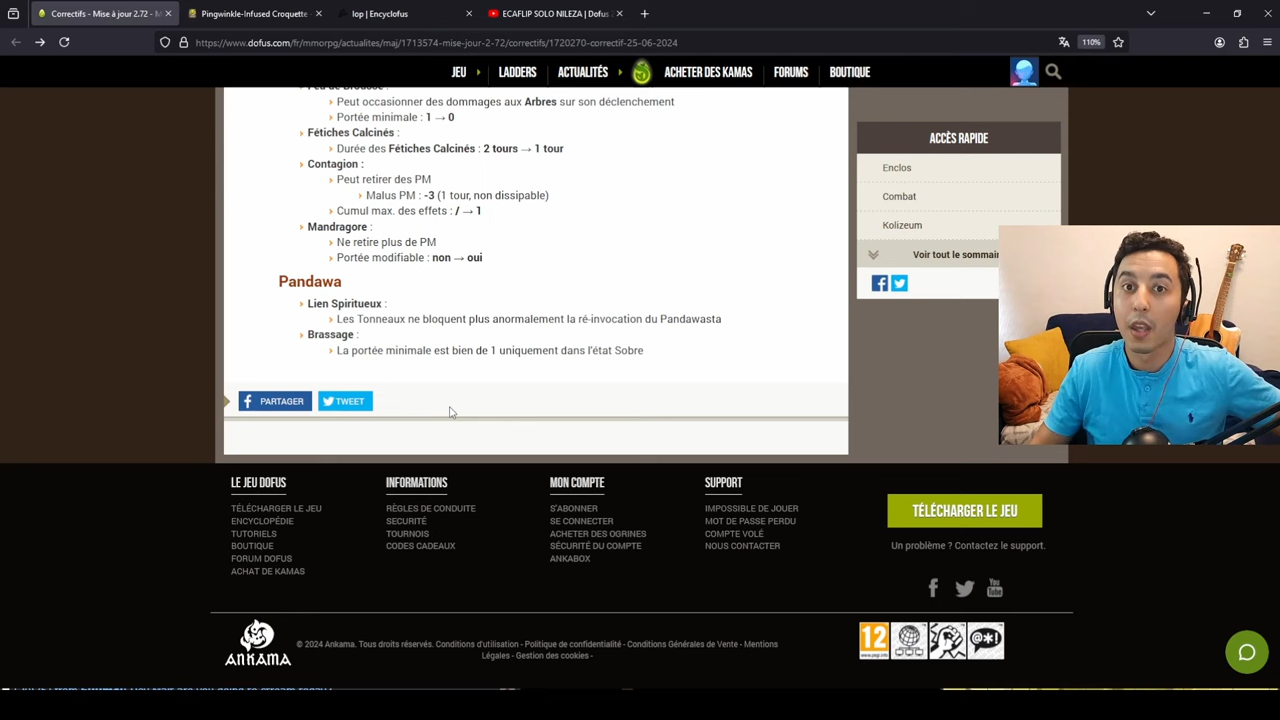 Correctifs - Mise à jour 2.72 - M
Pingwinkle-Infused Croquette
Iop | Encyclofus
ECAFLIP SOLO NILEZA | Dofus
https://www.dofus.com/fr/mmorpg/actualites/maj/1713574-mise-jour-2-72/correctifs/1720270-correctif-25-06-2024
110%
JEU
LADDERS
ACTUALITÉS
ACHETER DES KAMAS
FORUMS
BOUTIQUE
Feu de Brousse :
Peut occasionner des dommages aux Arbres sur son déclenchement
Portée minimale : 1 → 0
Fétiches Calcinés :
Durée des Fétiches Calcinés : 2 tours → 1 tour
Contagion :
Peut retirer des PM
Malus PM : -3 (1 tour, non dissipable)
Cumul max. des effets : / → 1
Mandragore :
Ne retire plus de PM
Portée modifiable : non → oui
Pandawa
Lien Spiritueux :
Les Tonneaux ne bloquent plus anormalement la ré-invocation du Pandawasta
Brassage :
La portée minimale est bien de 1 uniquement dans l'état Sobre
ACCÈS RAPIDE
Enclos
Combat
Kolizeum
Voir tout le sommair
PARTAGER
TWEET
LE JEU DOFUS
TÉLÉCHARGER LE JEU
ENCYCLOPÉDIE
TUTORIELS
BOUTIQUE
FORUM DOFUS
ACHAT DE KAMAS
INFORMATIONS
RÈGLES DE CONDUITE
SECURITÉ
TOURNOIS
CODES CADEAUX
MON COMPTE
S'ABONNER
SE CONNECTER
ACHETER DES OGRINES
SÉCURITÉ DU COMPTE
ANKABOX
SUPPORT
IMPOSSIBLE DE JOUER
MOT DE PASSE PERDU
COMPTE VOLÉ
NOUS CONTACTER
TÉLÉCHARGER LE JEU
Un problème ? Contactez le support.
You
Tube
ANKAMA
© 2024 Ankama. Tous droits réservés. Conditions d'utilisation - Politique de confidentialité - Conditions Générales de Vente - Mentions
Légales - Gestion des cookies -
12
www.pegi.info
@*!